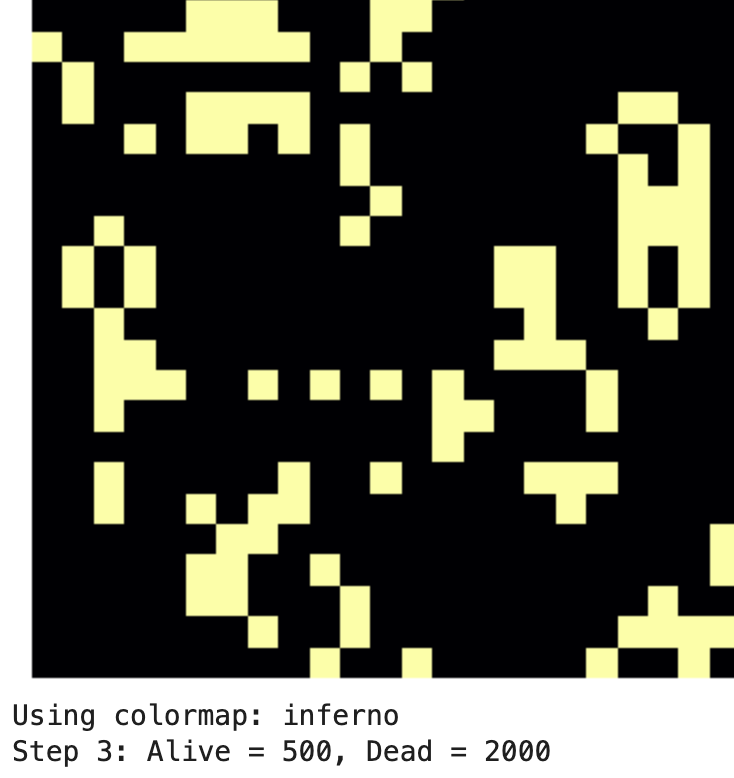 Using colormap: inferno
Step 3: Alive = 500, Dead = 2000